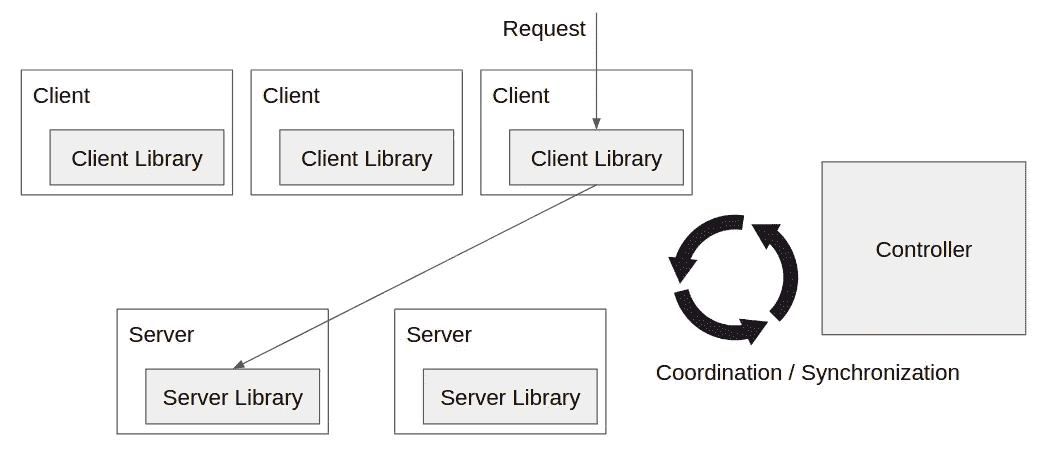 Request
Client
Client
Client
Client Library
Client Library
Client Library
Controller
Server
Server
Coordination / Synchronization
Server Library
Server Library